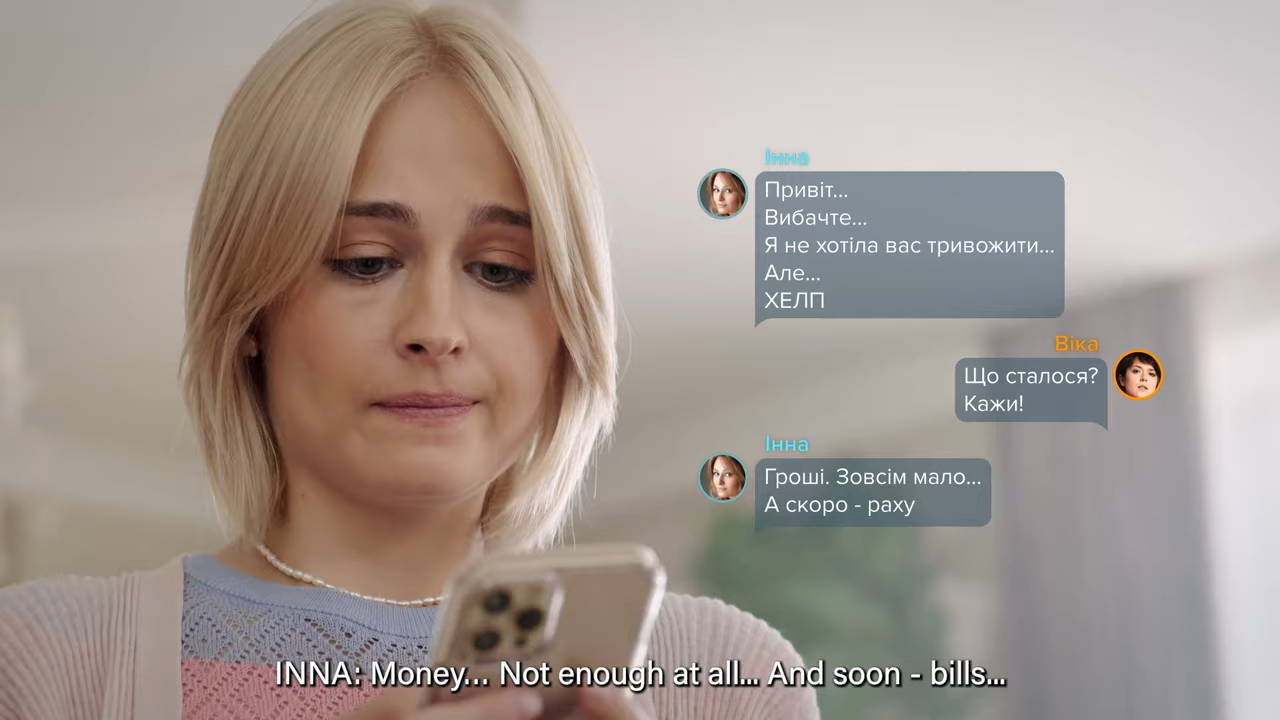 Інна
Привіт...
Вибачте...
Я не хотіла вас тривожити...
Але...
ХЕЛП
Віка
Що сталося?
Кажи!
Інна
Гроші. Зовсім мало...
А скоро - раху
INNA: Money... Not enough at all... And soon - bills...